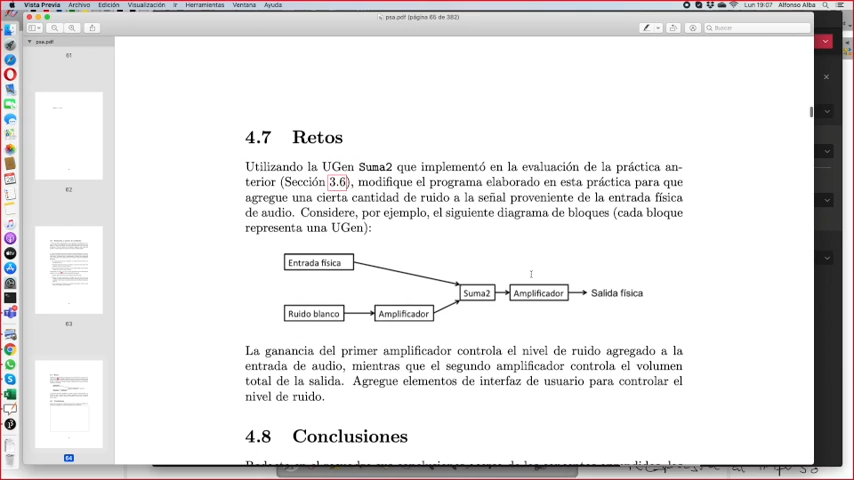 Vista Previa Archivo Edición Visualización Ir Herramientas Ventana Ayuda
Lun 19:07 Alfonso Alba
psa.pdf (página 65 de 382)
Buscar
psa.pdf
61
62
63
64
4.7 Retos
Utilizando la UGen Suma2 que implementó en la evaluación de la práctica an-
terior (Sección 3.6), modifique el programa elaborado en esta práctica para que
agregue una cierta cantidad de ruido a la señal proveniente de la entrada física
de audio. Considere, por ejemplo, el siguiente diagrama de bloques (cada bloque
representa una UGen):
Entrada física
Suma2
Amplificador
Salida física
Ruido blanco
Amplificador
La ganancia del primer amplificador controla el nivel de ruido agregado a la
entrada de audio, mientras que el segundo amplificador controla el volumen
total de la salida. Agregue elementos de interfaz de usuario para controlar el
nivel de ruido.
4.8 Conclusiones